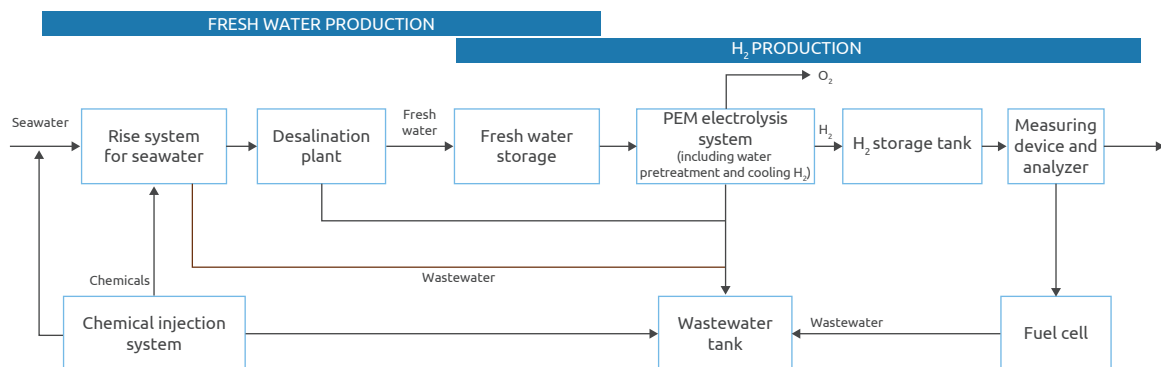 FRESH WATER PRODUCTION
H₂ PRODUCTION
O₂
Seawater
Rise system
for seawater
Desalination
plant
Fresh
water
Fresh water
storage
PEM electrolysis
system
(including water
pretreatment and cooling H₂)
H₂
H₂ storage tank
Measuring
device and
analyzer
Chemicals
Wastewater
Chemical injection
system
Wastewater
tank
Wastewater
Fuel cell